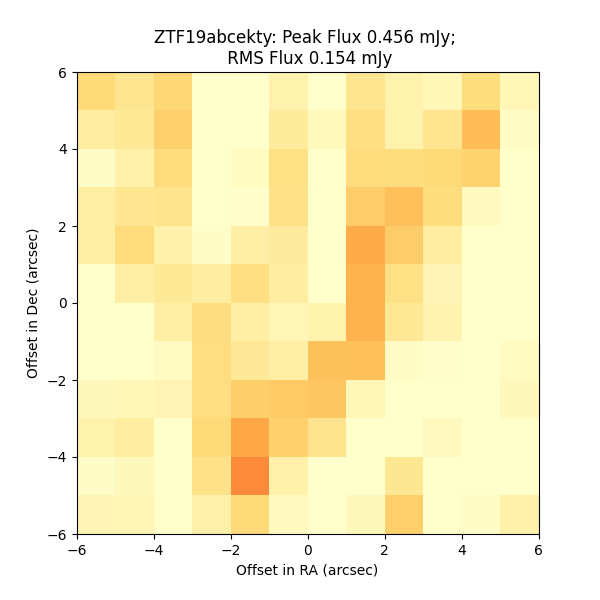 ZTF19abcekty: Peak Flux 0.456 mJy;
RMS Flux 0.154 mJy
6
4
2
0
−2
−4
−6
Offset in Dec (arcsec)
−6 −4 −2 0 2 4 6
Offset in RA (arcsec)